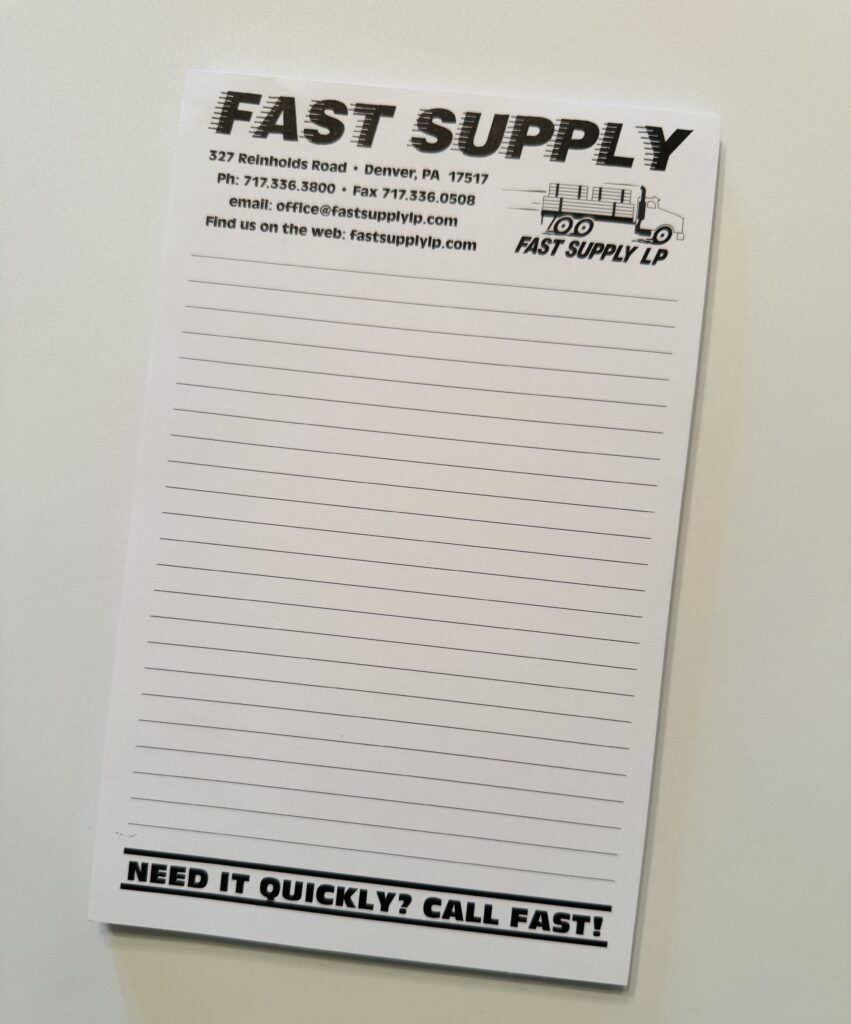 FAST SUPPLY
327 Reinholds Road • Denver, PA 17517
Ph: 717.336.3800 • Fax 717.336.0508
email: office@fastsupplylp.com
Find us on the web: fastsupplylp.com
FAST SUPPLY LP
NEED IT QUICKLY? CALL FAST!